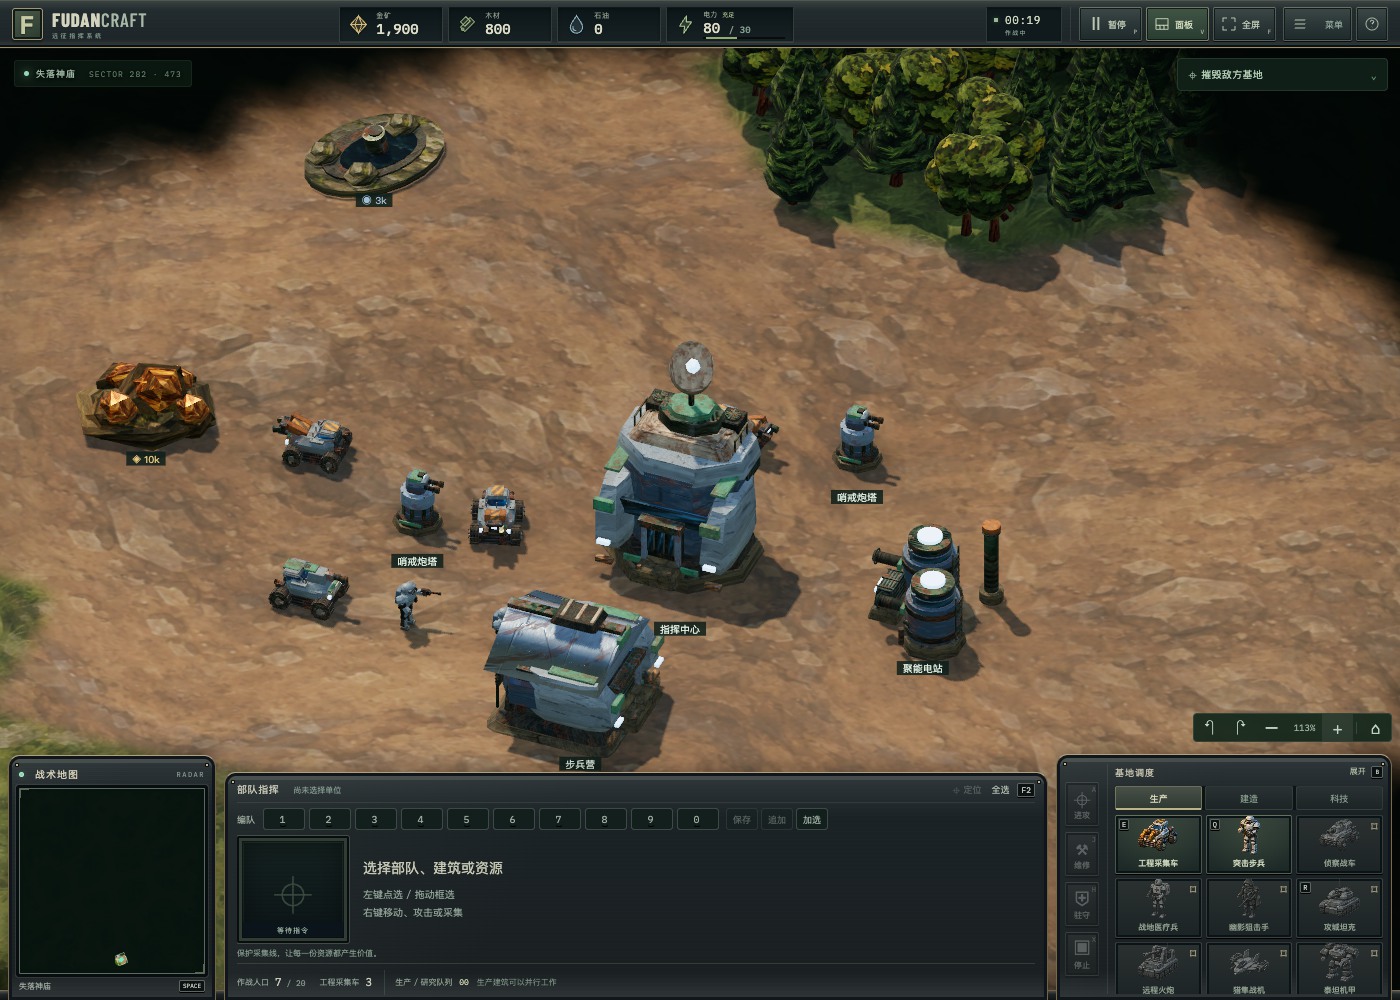 F FUDANCRAFT
远征指挥系统
金矿 1,900
木材 800
石油 0
电力 充足 80 / 30
00:19
作战中
暂停 P
面板 V
全屏 F
菜单
?
失落神庙 SECTOR 282 · 473
摧毁敌方基地
3k
10k
哨戒炮塔
哨戒炮塔
指挥中心
聚能电站
步兵营
113%
战术地图 RADAR
失落神庙 SPACE
部队指挥 尚未选择单位 定位 全选 F2
编队 1 2 3 4 5 6 7 8 9 0 保存 追加 加选
等待指令
选择部队、建筑或资源
左键点选 / 拖动框选
右键移动、攻击或采集
保护采集线，让每一份资源都产生价值。
作战人口 7 / 20 工程采集车 3 生产 / 研究队列 00 生产建筑可以并行工作
进攻
维修
驻守
停止
基地调度 展开 B
生产 建造 科技
E 工程采集车
Q 突击步兵
侦察战车
战地医疗兵
幽影狙击手
R 攻城坦克
远程火炮
猎隼战机
泰坦机甲